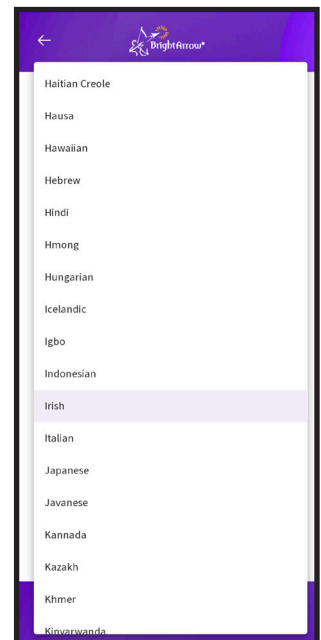 BrightArrow
Haitian Creole
Hausa
Hawaiian
Hebrew
Hindi
Hmong
Hungarian
Icelandic
Igbo
Indonesian
Irish
Italian
Japanese
Javanese
Kannada
Kazakh
Khmer
Kinyarwanda